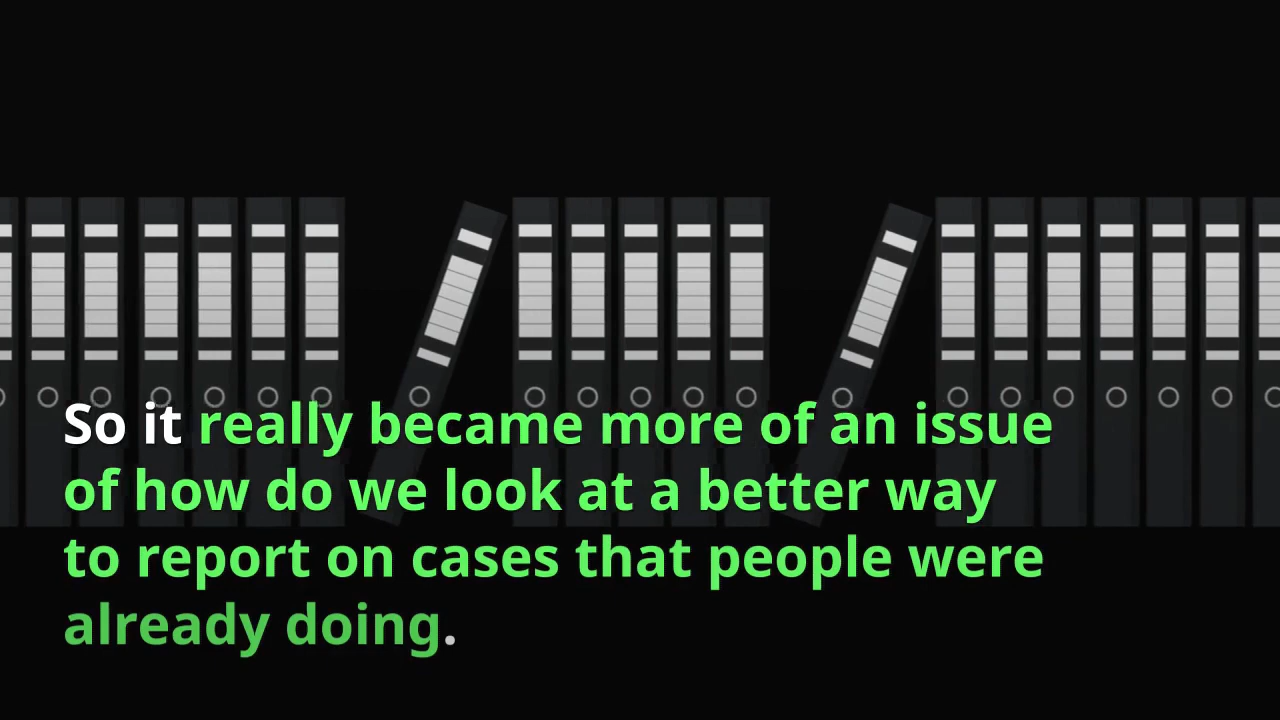 So it really became more of an issue
of how do we look at a better way
to report on cases that people were
already doing.